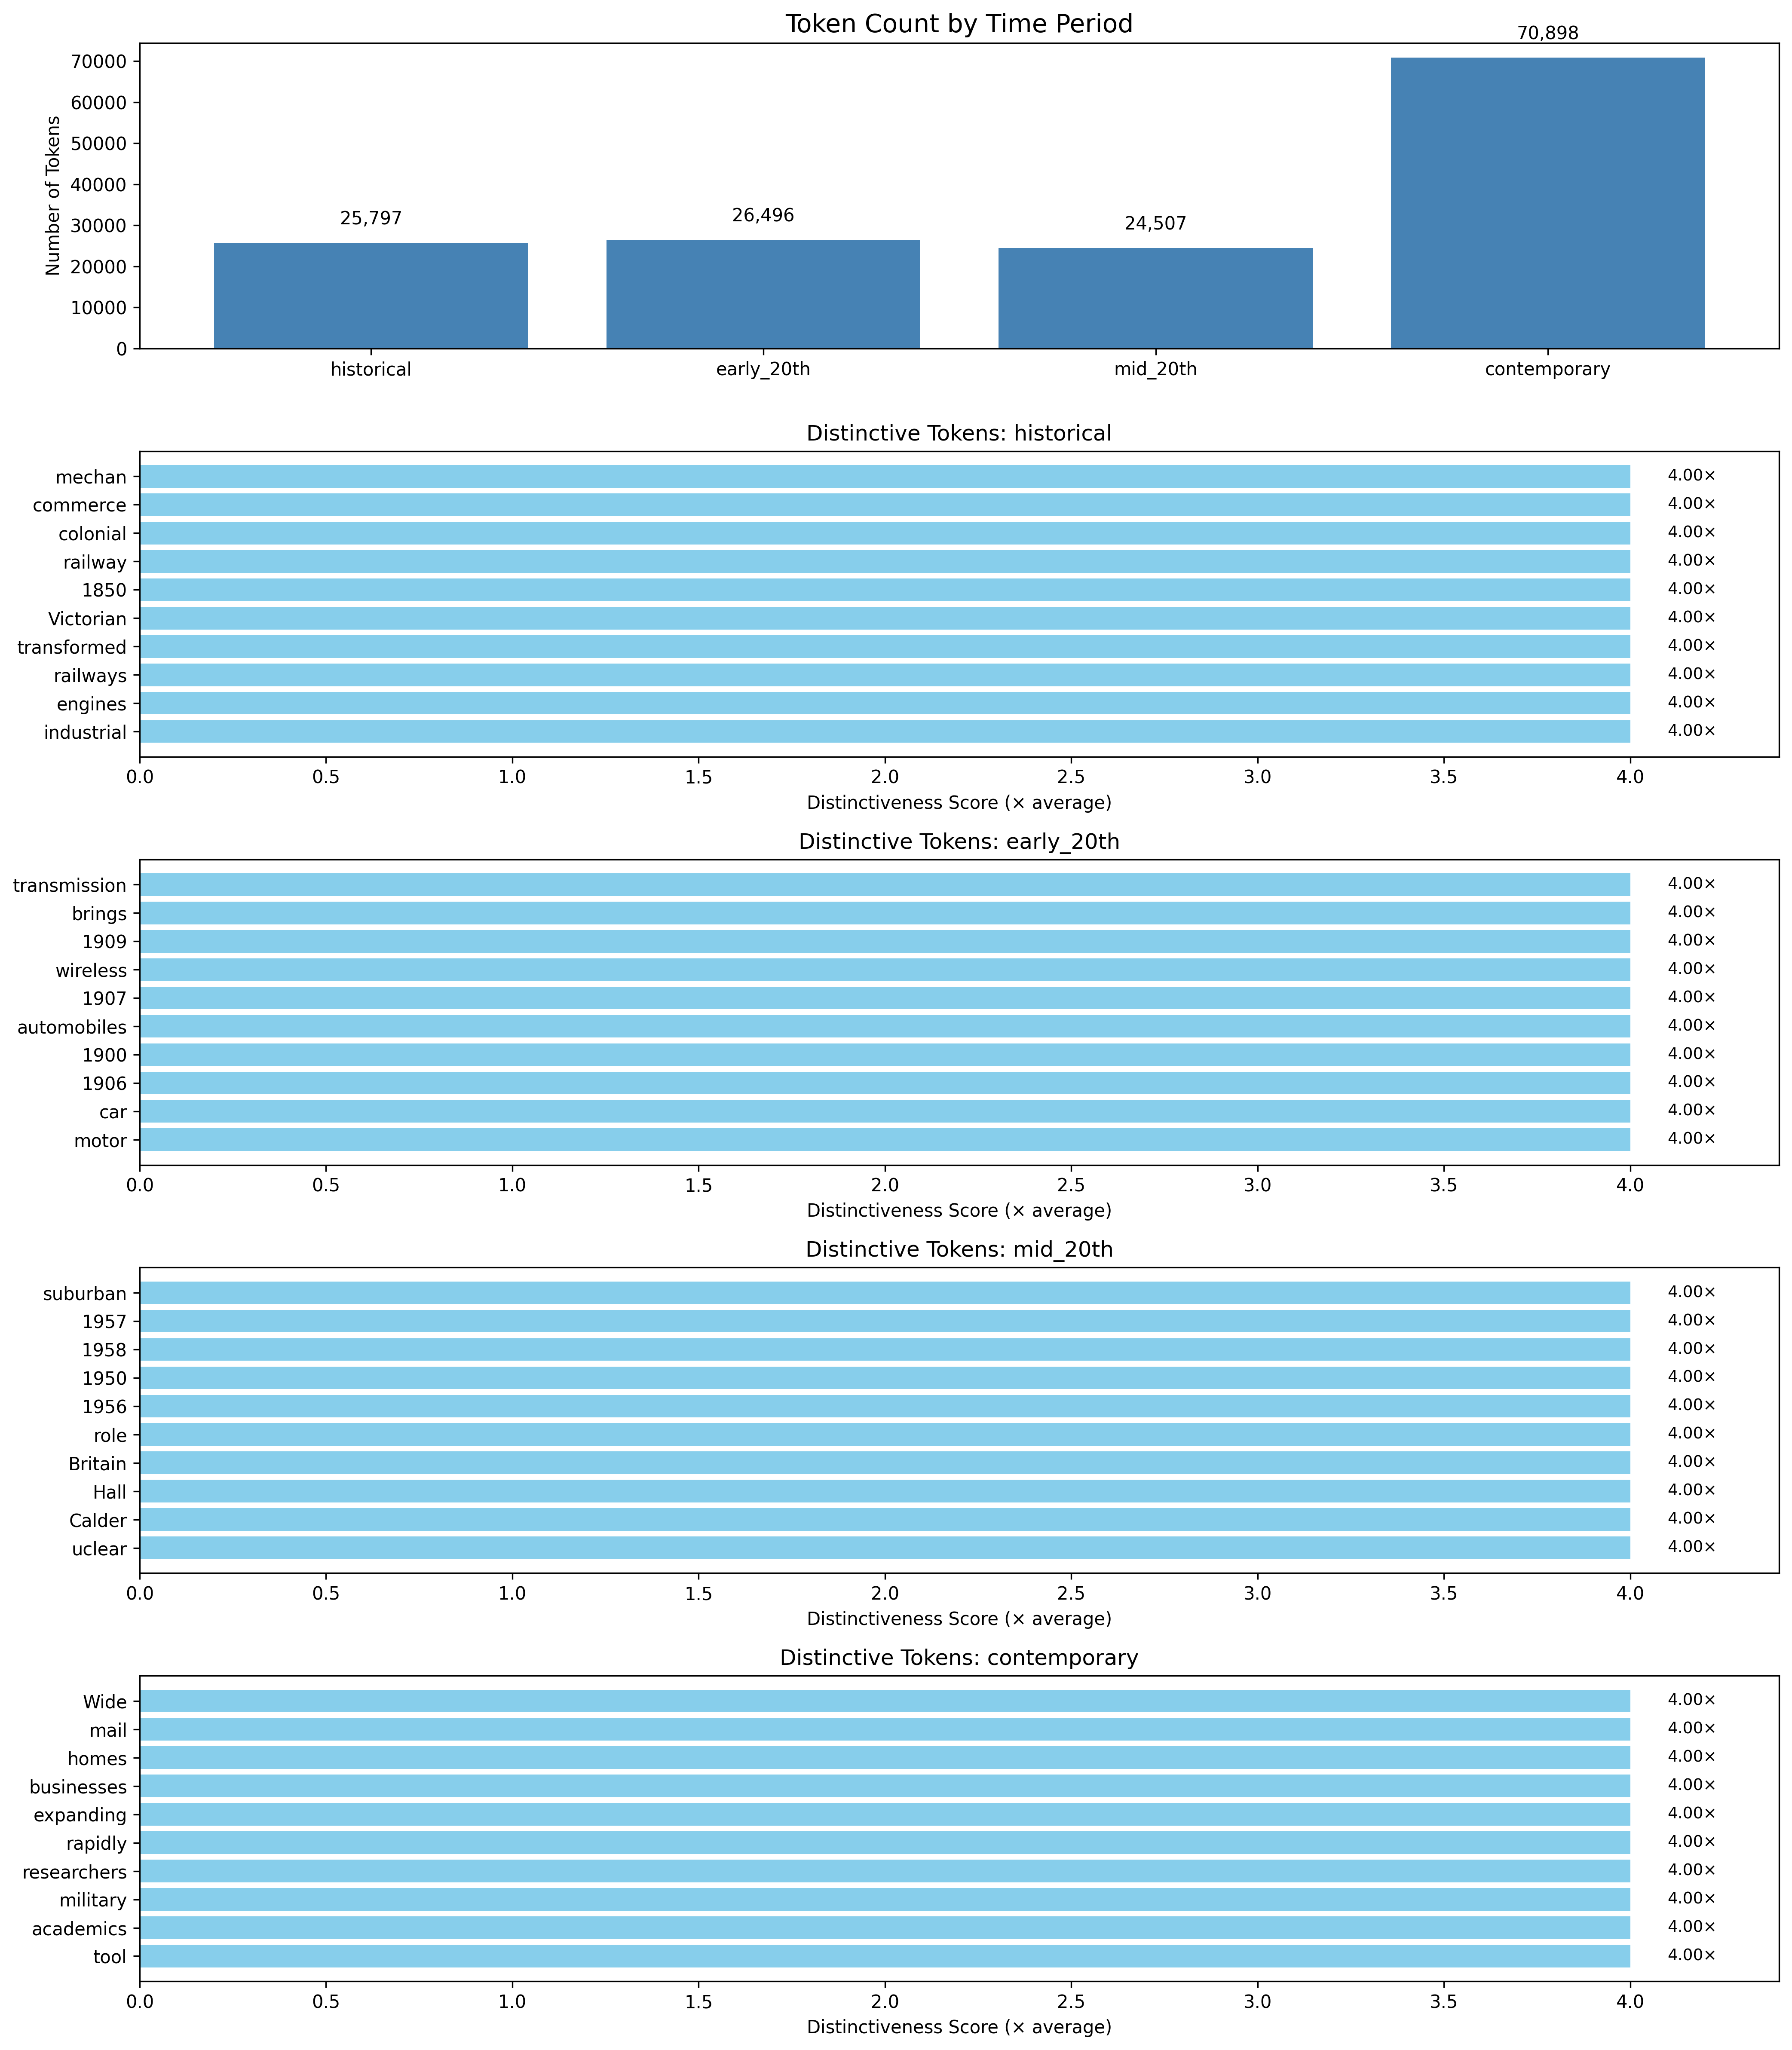 Token Count by Time Period
Number of Tokens
70000
60000
50000
40000
30000
20000
10000
0
25,797
26,496
24,507
70,898
historical early_20th mid_20th contemporary
Distinctive Tokens: historical
mechan 4.00×
commerce 4.00×
colonial 4.00×
railway 4.00×
1850 4.00×
Victorian 4.00×
transformed 4.00×
railways 4.00×
engines 4.00×
industrial 4.00×
0.0 0.5 1.0 1.5 2.0 2.5 3.0 3.5 4.0
Distinctiveness Score (× average)
Distinctive Tokens: early_20th
transmission 4.00×
brings 4.00×
1909 4.00×
wireless 4.00×
1907 4.00×
automobiles 4.00×
1900 4.00×
1906 4.00×
car 4.00×
motor 4.00×
0.0 0.5 1.0 1.5 2.0 2.5 3.0 3.5 4.0
Distinctiveness Score (× average)
Distinctive Tokens: mid_20th
suburban 4.00×
1957 4.00×
1958 4.00×
1950 4.00×
1956 4.00×
role 4.00×
Britain 4.00×
Hall 4.00×
Calder 4.00×
uclear 4.00×
0.0 0.5 1.0 1.5 2.0 2.5 3.0 3.5 4.0
Distinctiveness Score (× average)
Distinctive Tokens: contemporary
Wide 4.00×
mail 4.00×
homes 4.00×
businesses 4.00×
expanding 4.00×
rapidly 4.00×
researchers 4.00×
military 4.00×
academics 4.00×
tool 4.00×
0.0 0.5 1.0 1.5 2.0 2.5 3.0 3.5 4.0
Distinctiveness Score (× average)